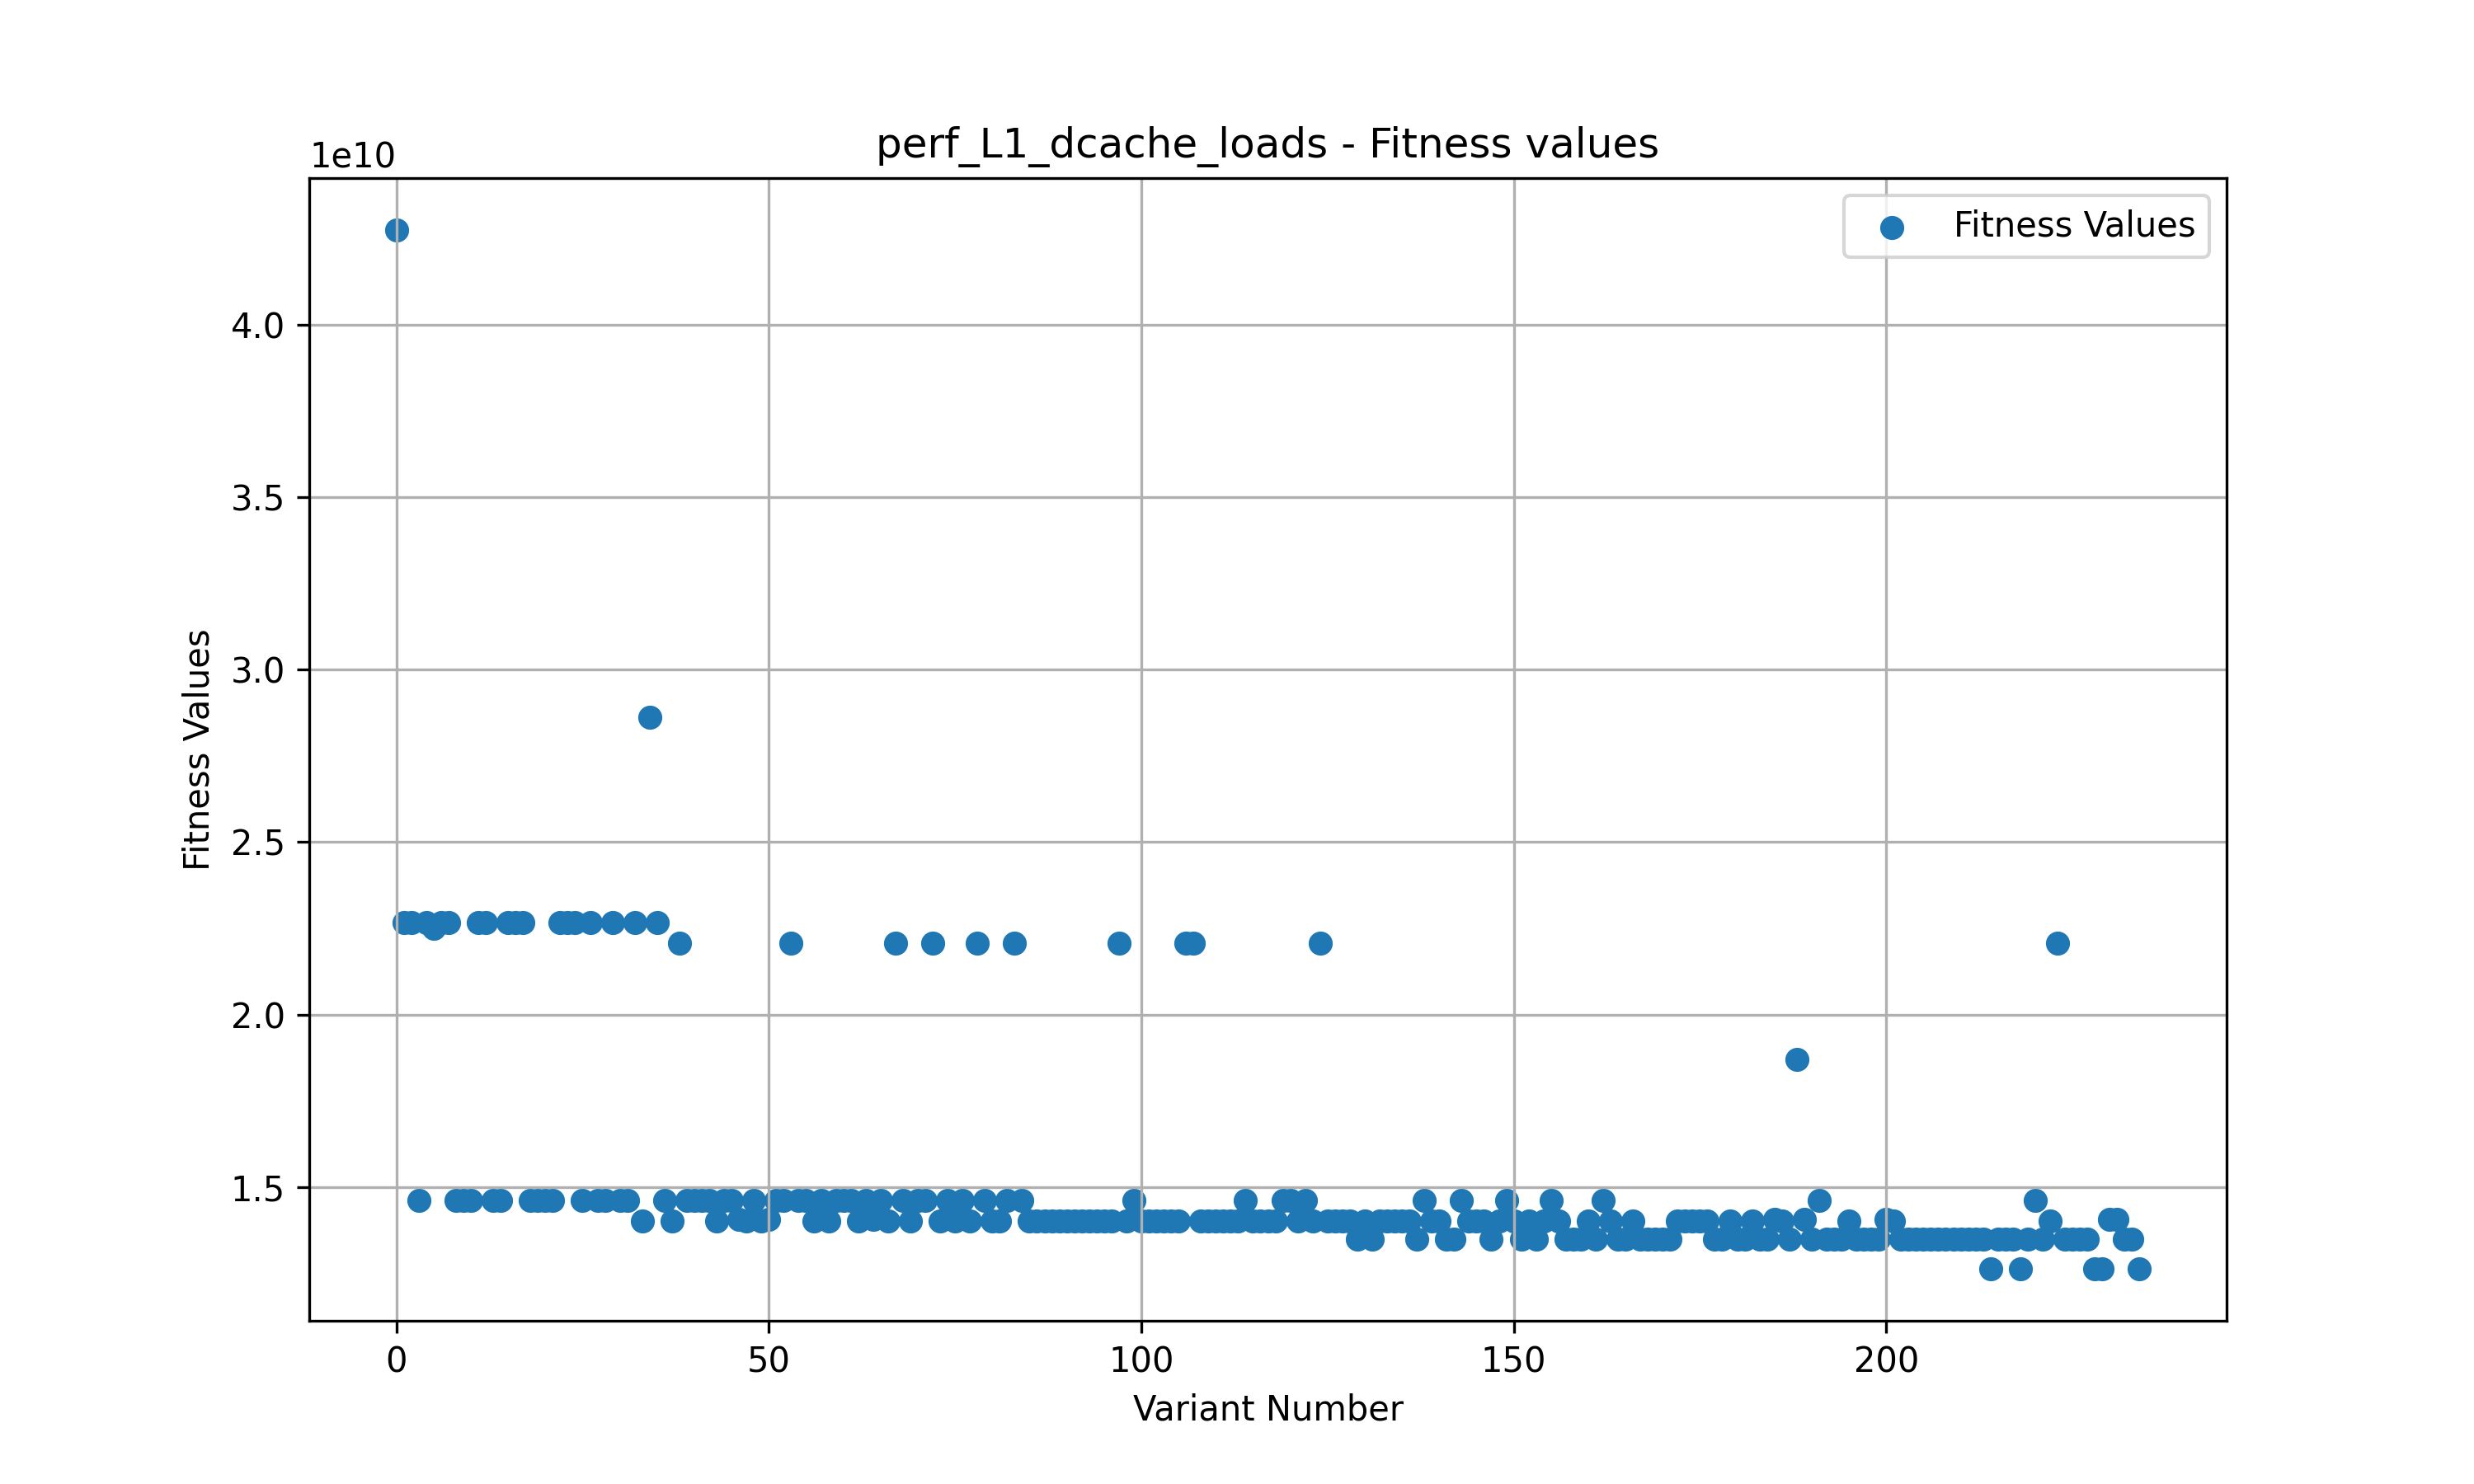 perf_L1_dcache_loads - Fitness values
1e10
Fitness Values
4.0
3.5
3.0
2.5
2.0
1.5
Fitness Values
0 50 100 150 200
Variant Number